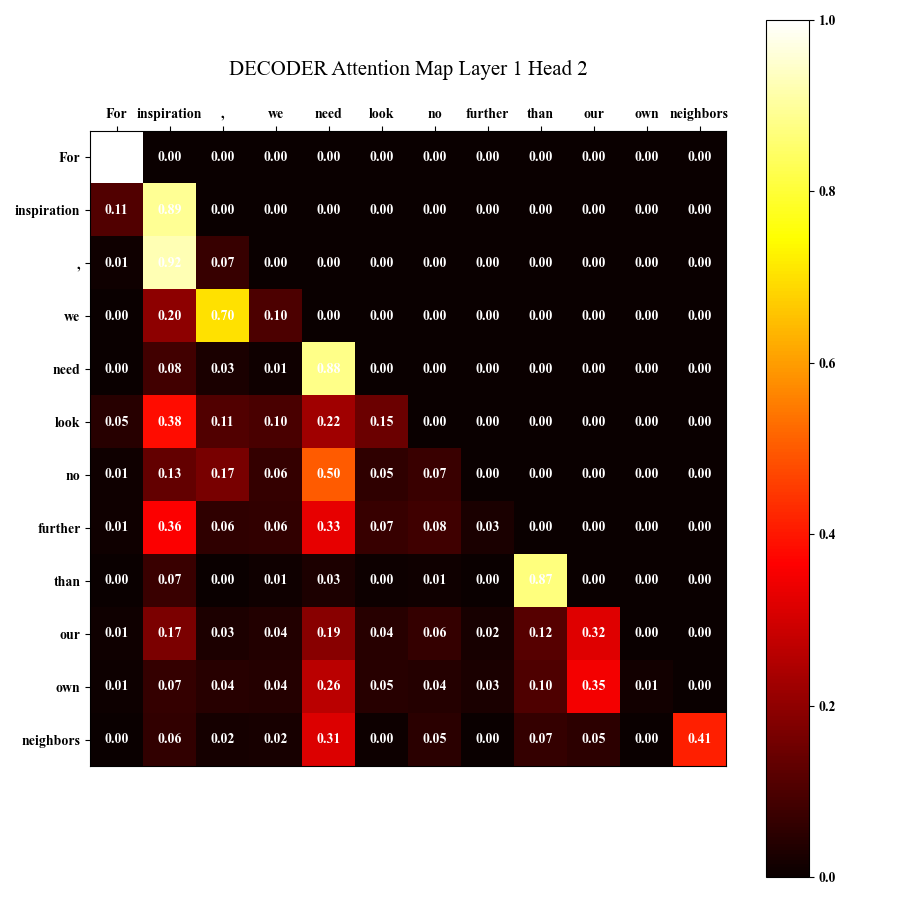 DECODER Attention Map Layer 1 Head 2
For inspiration , we need look no further than our own neighbors
For 0.00 0.00 0.00 0.00 0.00 0.00 0.00 0.00 0.00 0.00 0.00
inspiration 0.11 0.89 0.00 0.00 0.00 0.00 0.00 0.00 0.00 0.00 0.00 0.00
, 0.01 0.92 0.07 0.00 0.00 0.00 0.00 0.00 0.00 0.00 0.00 0.00
we 0.00 0.20 0.70 0.10 0.00 0.00 0.00 0.00 0.00 0.00 0.00 0.00
need 0.00 0.08 0.03 0.01 0.88 0.00 0.00 0.00 0.00 0.00 0.00 0.00
look 0.05 0.38 0.11 0.10 0.22 0.15 0.00 0.00 0.00 0.00 0.00 0.00
no 0.01 0.13 0.17 0.06 0.50 0.05 0.07 0.00 0.00 0.00 0.00 0.00
further 0.01 0.36 0.06 0.06 0.33 0.07 0.08 0.03 0.00 0.00 0.00 0.00
than 0.00 0.07 0.00 0.01 0.03 0.00 0.01 0.00 0.87 0.00 0.00 0.00
our 0.01 0.17 0.03 0.04 0.19 0.04 0.06 0.02 0.12 0.32 0.00 0.00
own 0.01 0.07 0.04 0.04 0.26 0.05 0.04 0.03 0.10 0.35 0.01 0.00
neighbors 0.00 0.06 0.02 0.02 0.31 0.00 0.05 0.00 0.07 0.05 0.00 0.41
1.0
0.8
0.6
0.4
0.2
0.0